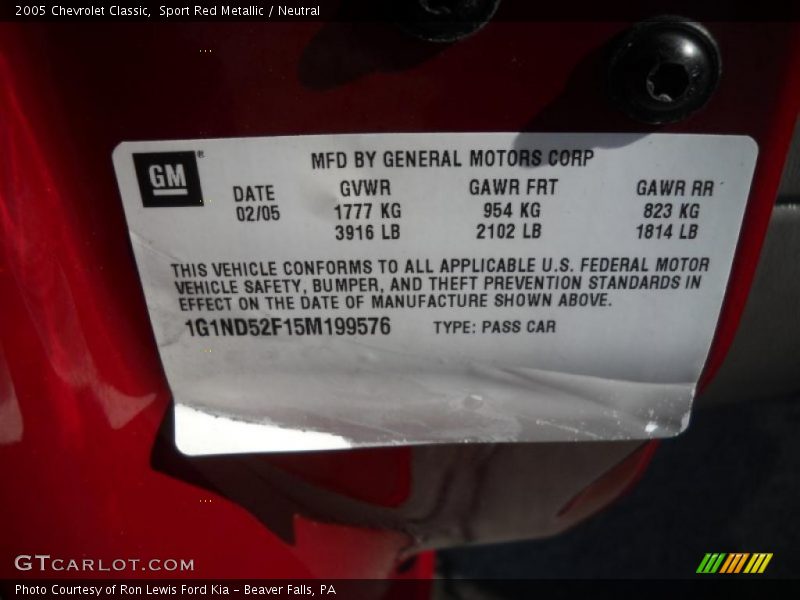 2005 Chevrolet Classic, Sport Red Metallic / Neutral
GM®
MFD BY GENERAL MOTORS CORP
DATE GVWR GAWR FRT GAWR RR
02/05 1777 KG 954 KG 823 KG
3916 LB 2102 LB 1814 LB
THIS VEHICLE CONFORMS TO ALL APPLICABLE U.S. FEDERAL MOTOR
VEHICLE SAFETY, BUMPER, AND THEFT PREVENTION STANDARDS IN
EFFECT ON THE DATE OF MANUFACTURE SHOWN ABOVE.
1G1ND52F15M199576 TYPE: PASS CAR
GTCARLOT.COM
Photo Courtesy of Ron Lewis Ford Kia - Beaver Falls, PA